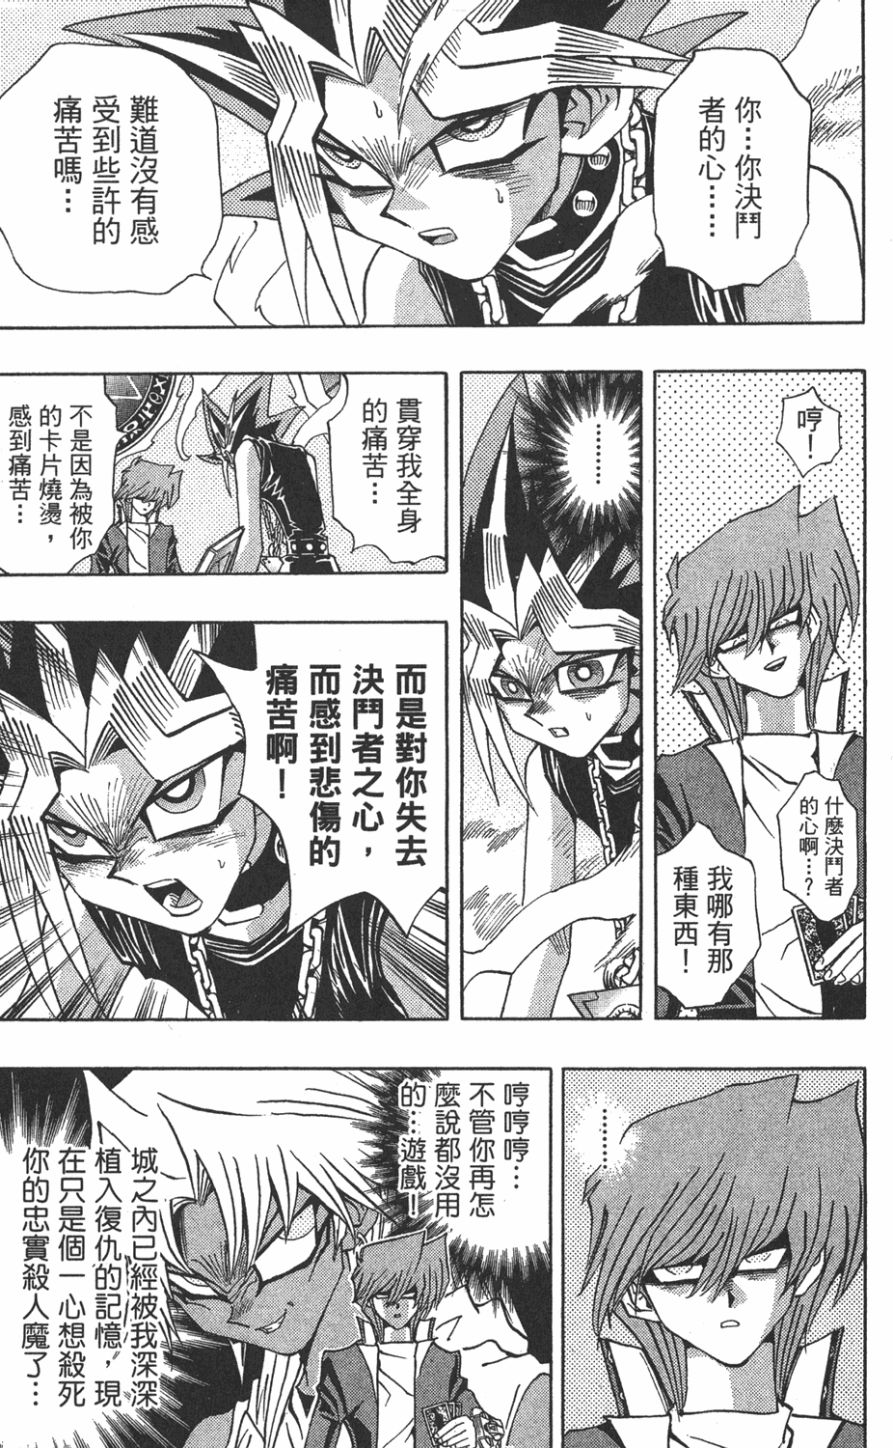 你…你決鬥
者的心……
難道沒有感
受到些許的
痛苦嗎…
哼！
什麼決鬥者
的心啊…？
我哪有那
種東西！
………
貫穿我全身
的痛苦…
不是因為被你
的卡片燒燙，
感到痛苦…
而是對你失去
決鬥者之心，
而感到悲傷的
痛苦啊！
……
哼哼哼…
不管你再怎
麼說都沒用
的…遊戲！
城之內已經被我深深
植入復仇的記憶，現
在只是個一心想殺死
你的忠實殺人魔了…